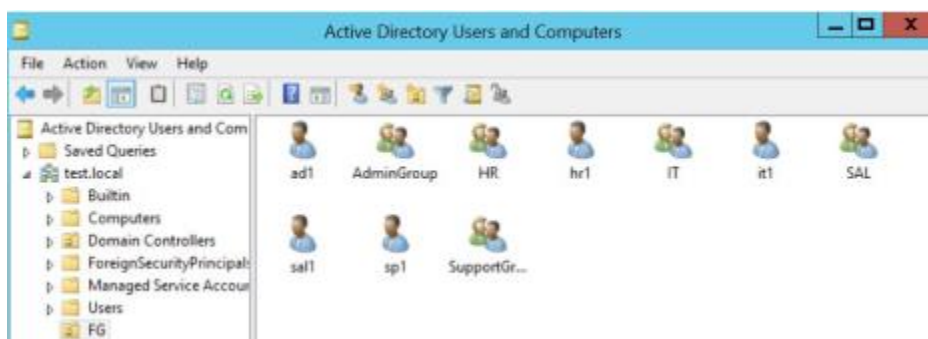 Active Directory Users and Computers
File Action View Help
Active Directory Users and Com
Saved Queries
test.local
Builtin
Computers
Domain Controllers
ForeignSecurityPrincipals
Managed Service Accour
Users
FG
ad1 AdminGroup HR hr1 IT it1 SAL
sal1 sp1 SupportGr...